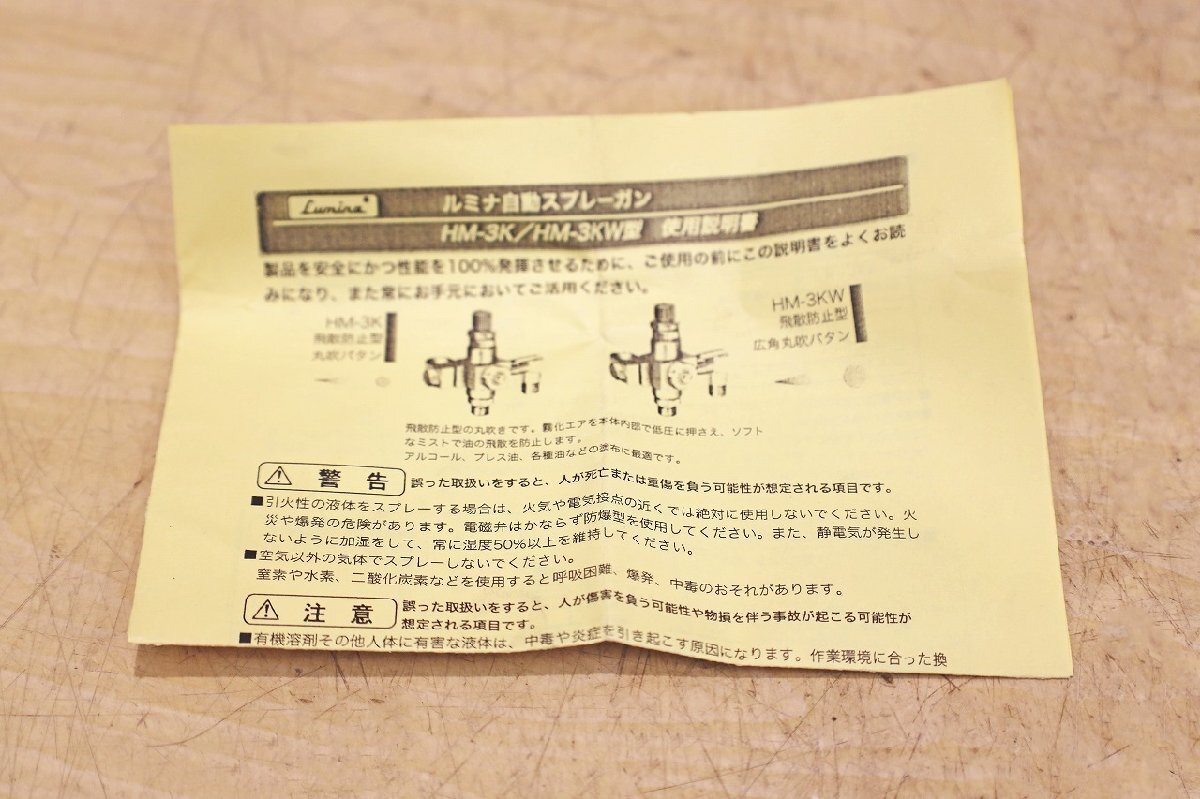 Lumina
ルミナ自動スプレーガン
HM-3K/HM-3KW型 使用説明書
製品を安全にかつ性能を100%発揮させるために、ご使用の前にこの説明書をよくお読
みになり、また常にお手元においてご活用ください。
HM-3K
飛散防止型
丸吹パタン
HM-3KW
飛散防止型
広角丸吹パタン
飛散防止型の丸吹きです。霧化エアを本体内部で低圧に押さえ、ソフト
なミストで油の飛散を防止します。
アルコール、プレス油、各種油などの塗布に最適です。
警告 誤った取扱いをすると、人が死亡または重傷を負う可能性が想定される項目です。
■引火性の液体をスプレーする場合は、火気や電気接点の近くでは絶対に使用しないでください。火
災や爆発の危険があります。電磁弁はかならず防爆型を使用してください。また、静電気が発生し
ないように加湿をして、常に湿度50%以上を維持してください。
■空気以外の気体でスプレーしないでください。
窒素や水素、二酸化炭素などを使用すると呼吸困難、爆発、中毒のおそれがあります。
注意 誤った取扱いをすると、人が傷害を負う可能性や物損を伴う事故が起こる可能性が
想定される項目です。
■有機溶剤その他人体に有害な液体は、中毒や炎症を引き起こす原因になります。作業環境に合った換